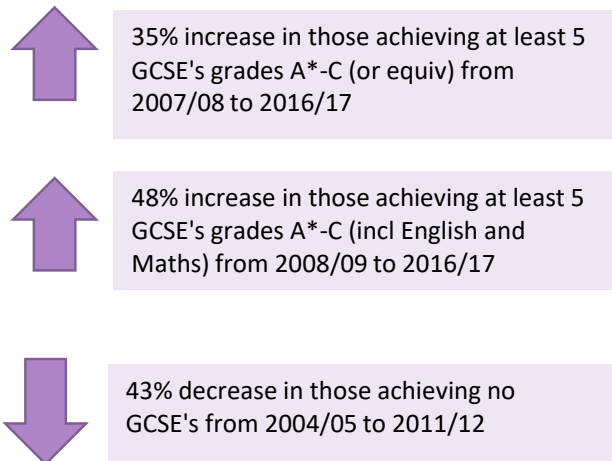 35% increase in those achieving at least 5
GCSE's grades A*-C (or equiv) from
2007/08 to 2016/17
48% increase in those achieving at least 5
GCSE's grades A*-C (incl English and
Maths) from 2008/09 to 2016/17
43% decrease in those achieving no
GCSE's from 2004/05 to 2011/12